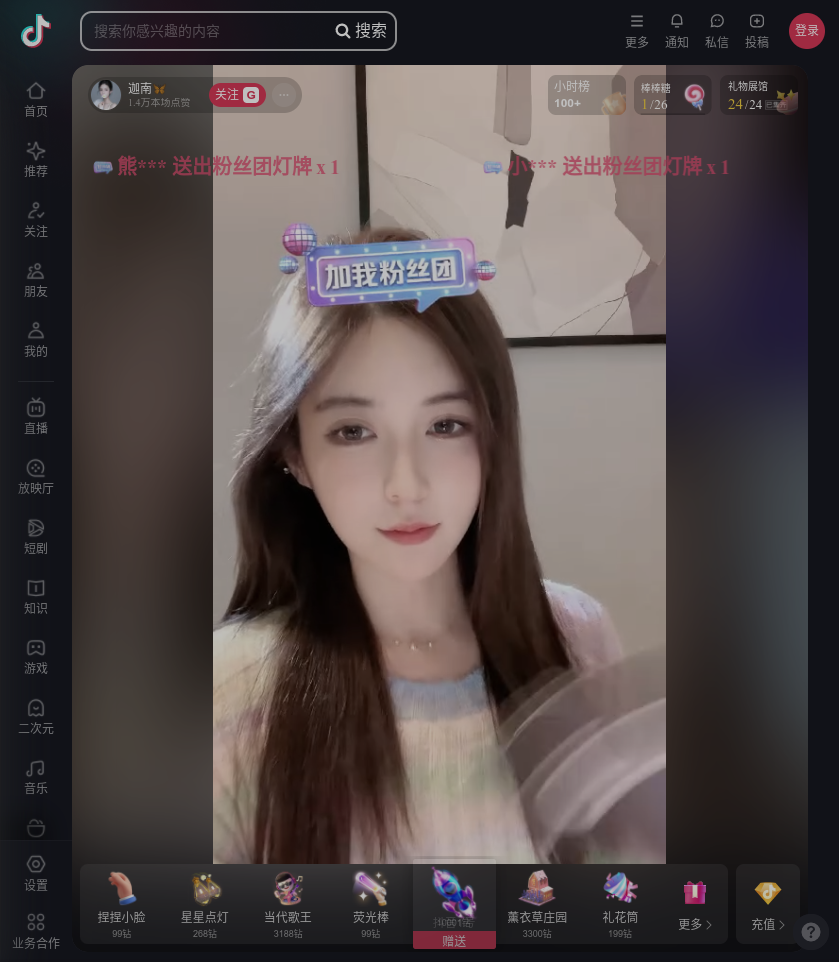 搜索你感兴趣的内容
搜索
更多
通知
私信
投稿
登录
迦南
1.4万本场点赞
关注
G
小时榜
100+
棒棒糖
1/26
礼物展馆
24/24
熊*** 送出粉丝团灯牌 x 1
小*** 送出粉丝团灯牌 x 1
加我粉丝团
首页
推荐
关注
朋友
我的
直播
放映厅
短剧
知识
游戏
二次元
音乐
设置
业务合作
捏捏小脸
99钻
星星点灯
268钻
当代歌王
3188钻
荧光棒
99钻
赠送
薰衣草庄园
3300钻
礼花筒
199钻
更多
充值